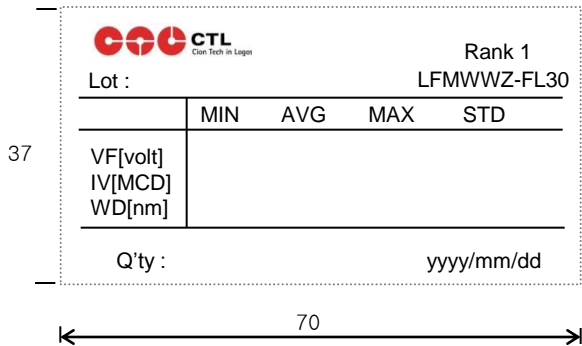 CTL
Cion Tech in Logos
Rank 1
Lot :
LFMWWZ-FL30
MIN AVG MAX STD
37
VF[volt]
IV[MCD]
WD[nm]
Q'ty :
yyyy/mm/dd
70